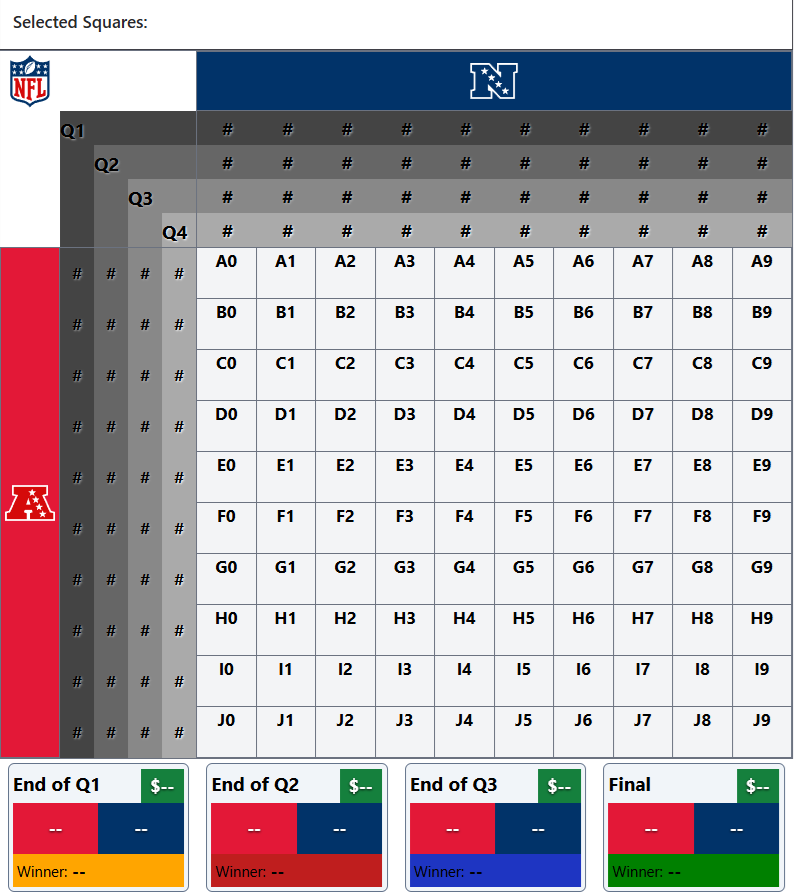 Selected Squares:
NFL
N
Q1 # # # # # # # # # #
Q2 # # # # # # # # # #
Q3 # # # # # # # # # #
Q4 # # # # # # # # # #
# # # # A0 A1 A2 A3 A4 A5 A6 A7 A8 A9
# # # # B0 B1 B2 B3 B4 B5 B6 B7 B8 B9
# # # # C0 C1 C2 C3 C4 C5 C6 C7 C8 C9
# # # # D0 D1 D2 D3 D4 D5 D6 D7 D8 D9
# # # # E0 E1 E2 E3 E4 E5 E6 E7 E8 E9
A # # # # F0 F1 F2 F3 F4 F5 F6 F7 F8 F9
# # # # G0 G1 G2 G3 G4 G5 G6 G7 G8 G9
# # # # H0 H1 H2 H3 H4 H5 H6 H7 H8 H9
# # # # I0 I1 I2 I3 I4 I5 I6 I7 I8 I9
# # # # J0 J1 J2 J3 J4 J5 J6 J7 J8 J9
End of Q1 $-- End of Q2 $-- End of Q3 $-- Final $--
-- -- -- -- -- -- -- --
Winner: -- Winner: -- Winner: -- Winner: --